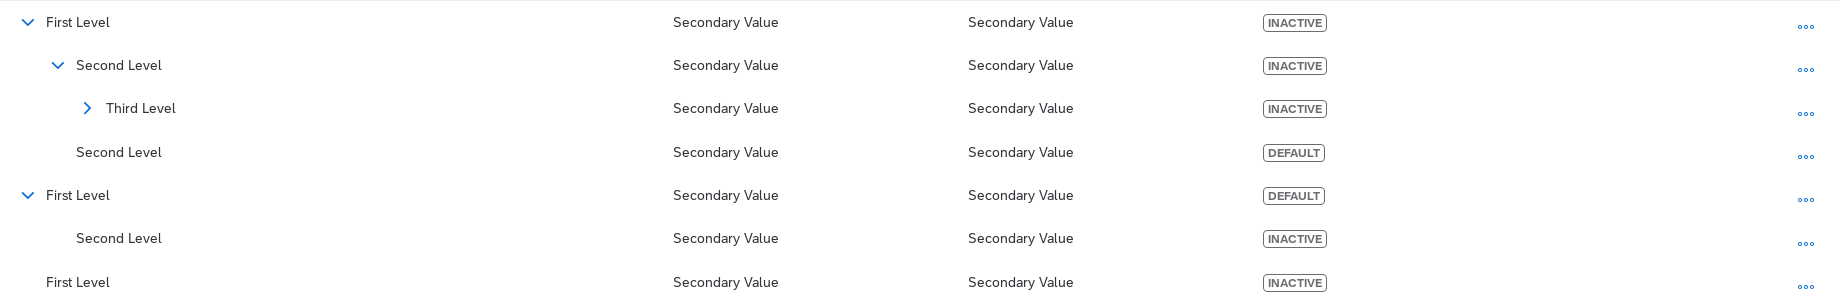 First Level Secondary Value Secondary Value INACTIVE
Second Level Secondary Value Secondary Value INACTIVE
Third Level Secondary Value Secondary Value INACTIVE
Second Level Secondary Value Secondary Value DEFAULT
First Level Secondary Value Secondary Value DEFAULT
Second Level Secondary Value Secondary Value INACTIVE
First Level Secondary Value Secondary Value INACTIVE